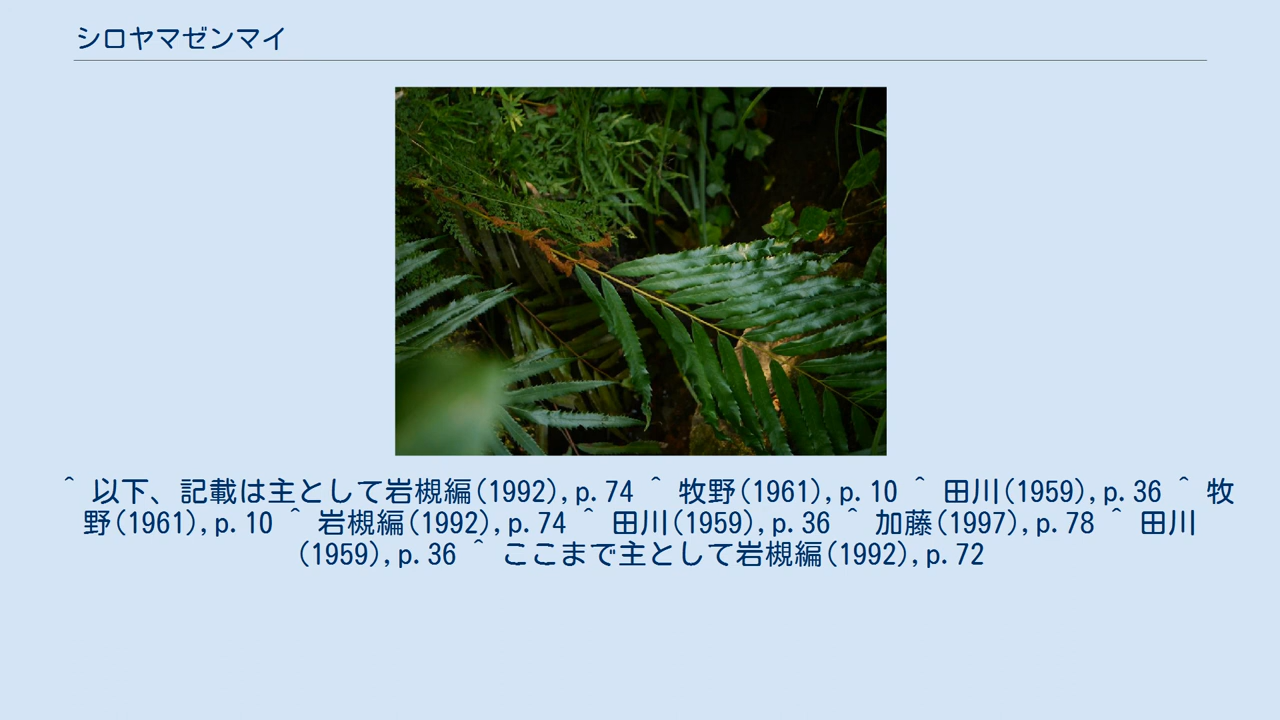 シロヤマゼンマイ
^ 以下、記載は主として岩槻編(1992),p.74 ^ 牧野(1961),p.10 ^ 田川(1959),p.36 ^ 牧
野(1961),p.10 ^ 岩槻編(1992),p.74 ^ 田川(1959),p.36 ^ 加藤(1997),p.78 ^ 田川
(1959),p.36 ^ ここまで主として岩槻編(1992),p.72